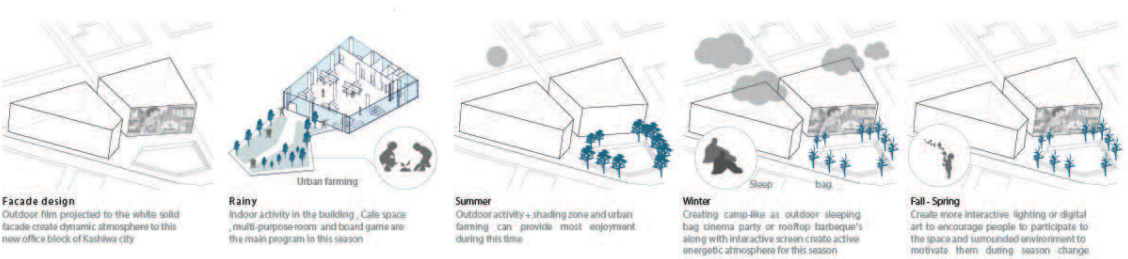 Facade design
Outdoor film projected to the white solid
facade create dynamic atmosphere to this
new office block of Kashiwa city
Urban farming
Rainy
Indoor activity in the building , Cafe space
, multi-purpose room and board game are
the main program in this season
Summer
Outdoor activity + shading zone and urban
farming can provide most enjoyment
during this time
Sleep bag
Winter
Creating camp-like as outdoor sleeping
bag cinema party or rooftop barbeque's
along with interactive screen create active
energetic atmosphere for this season
Fall - Spring
Create more interactive lighting or digital
art to encourage people to participate to
the space and surrounded environment to
motivate them during season change